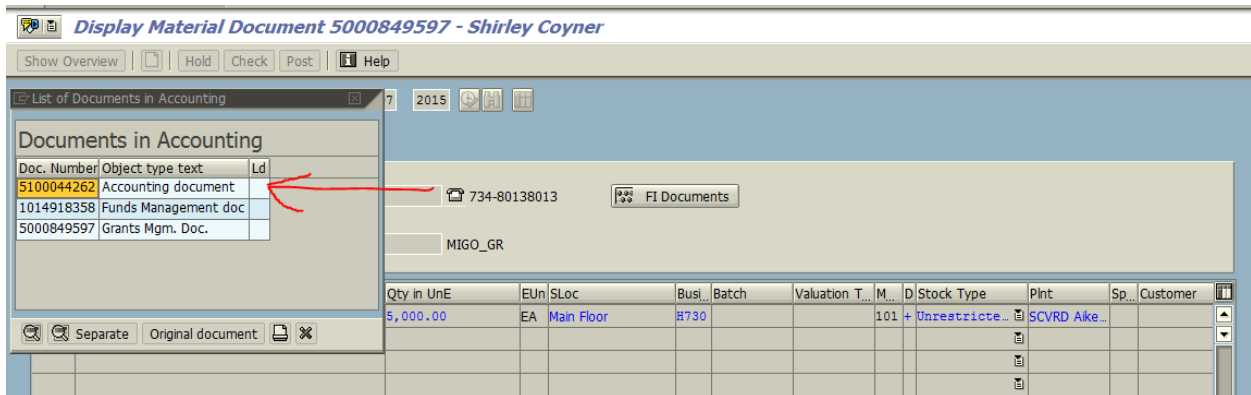 Display Material Document 5000849597 - Shirley Coyner
Show Overview Hold Check Post Help
List of Documents in Accounting
7 2015
Documents in Accounting
Doc. Number Object type text Ld
5100044262 Accounting document
1014918358 Funds Management doc
5000849597 Grants Mgm. Doc.
734-80138013 FI Documents
MIGO_GR
Qty in UnE EUn SLoc Busi... Batch Valuation T... M... D Stock Type Plnt Sp... Customer
5,000.00 EA Main Floor H730 101 + Unrestricte... SCVRD Aike...
Separate Original document